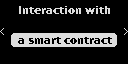 Interaction with
< a smart contract >